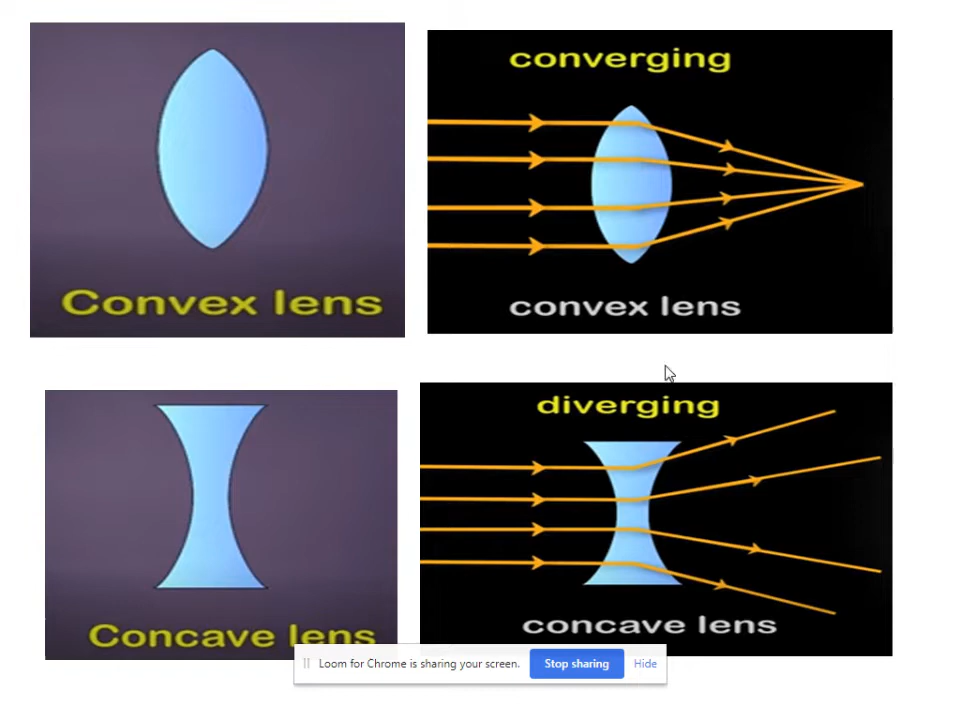 Convex lens
converging
convex lens
Concave lens
diverging
concave lens
Loom for Chrome is sharing your screen.
Stop sharing
Hide